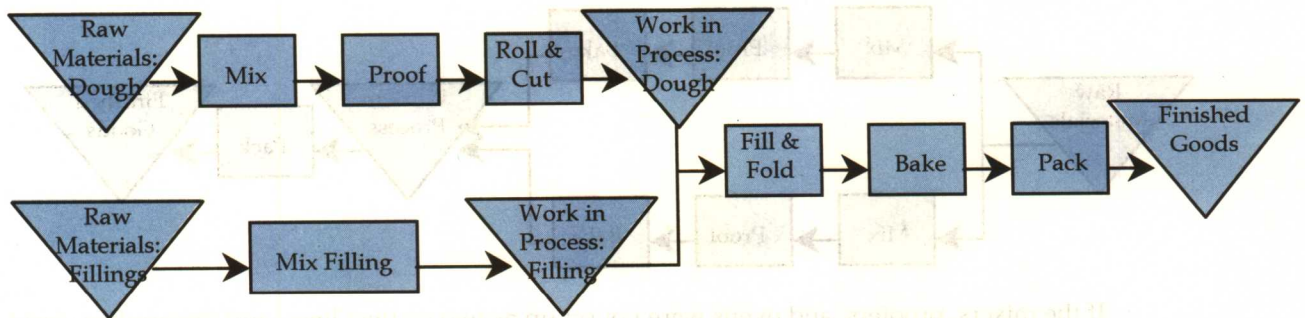 Raw
Materials:
Dough
Mix
Proof
Roll &
Cut
Work in
Process:
Dough
Fill &
Fold
Bake
Pack
Finished
Goods
Raw
Materials:
Fillings
Mix Filling
Work in
Process:
Filling